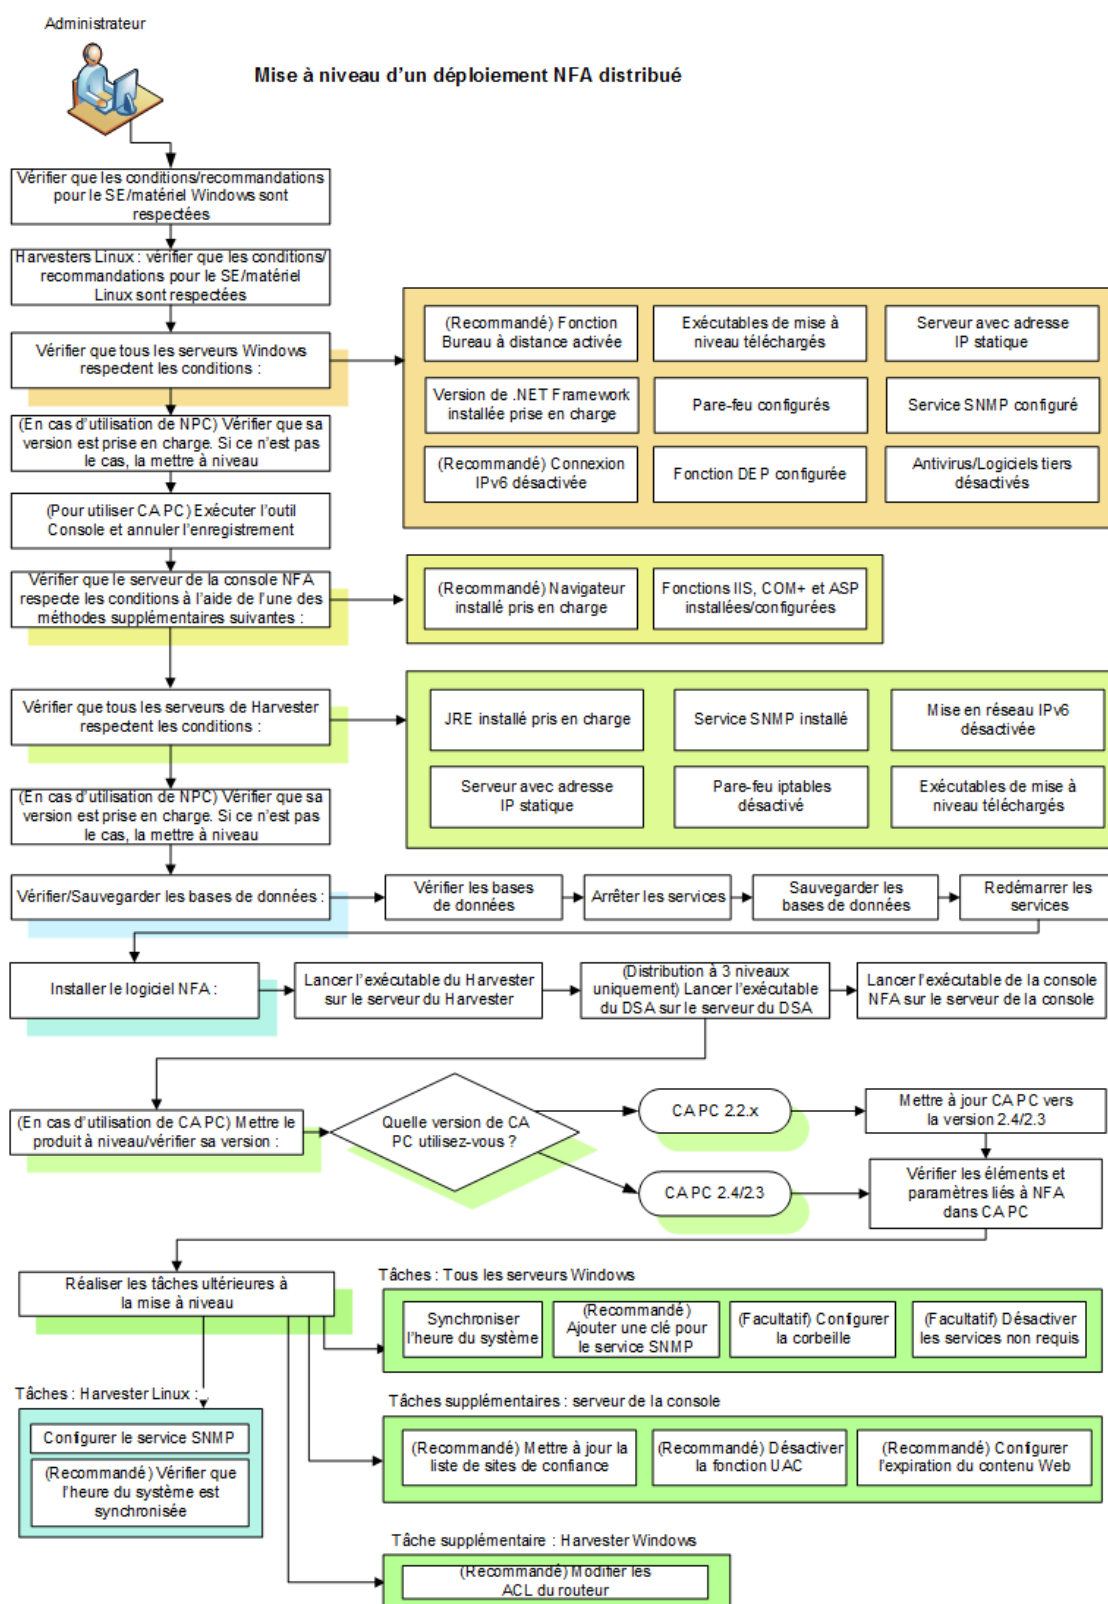 Administrateur
Mise à niveau d'un déploiement NFA distribué
Vérifier que les conditions/recommandations
pour le SE/matériel Windows sont
respectées
Harvesters Linux : vérifier que les conditions/
recommandations pour le SE/matériel
Linux sont respectées
Vérifier que tous les serveurs Windows
respectent les conditions :
(Recommandé) Fonction
Bureau à distance activée
Exécutables de mise à
niveau téléchargés
Serveur avec adresse
IP statique
Version de .NET Framework
installée prise en charge
Pare-feu configurés
Service SNMP configuré
(Recommandé) Connexion
IPv6 désactivée
Fonction DEP configurée
Antivirus/Logiciels tiers
désactivés
(En cas d'utilisation de NPC) Vérifier que sa
version est prise en charge. Si ce n'est pas
le cas, la mettre à niveau
(Pour utiliser CA PC) Exécuter l'outil
Console et annuler l'enregistrement
Vérifier que le serveur de la console NFA
respecte les conditions à l'aide de l'une des
méthodes supplémentaires suivantes :
(Recommandé) Navigateur
installé pris en charge
Fonctions IIS, COM+ et ASP
installées/configurées
Vérifier que tous les serveurs de Harvester
respectent les conditions :
JRE installé pris en charge
Service SNMP installé
Mise en réseau IPv6
désactivée
Serveur avec adresse
IP statique
Pare-feu iptables
désactivé
Exécutables de mise à
niveau téléchargés
(En cas d'utilisation de NPC) Vérifier que sa
version est prise en charge. Si ce n'est pas
le cas, la mettre à niveau
Vérifier/Sauvegarder les bases de données :
Vérifier les bases
de données
Arrêter les services
Sauvegarder les
bases de données
Redémarrer les
services
Installer le logiciel NFA :
Lancer l'exécutable du Harvester
sur le serveur du Harvester
(Distribution à 3 niveaux
uniquement) Lancer l'exécutable
du DSA sur le serveur du DSA
Lancer l'exécutable de la console
NFA sur le serveur de la console
(En cas d'utilisation de CA PC) Mettre le
produit à niveau/vérifier sa version :
Quelle version de CA
PC utilisez-vous ?
CA PC 2.2.x
Mettre à jour CA PC vers
la version 2.4/2.3
CA PC 2.4/2.3
Vérifier les éléments et
paramètres liés à NFA
dans CA PC
Réaliser les tâches ultérieures à
la mise à niveau
Tâches : Tous les serveurs Windows
Synchroniser
l'heure du système
(Recommandé)
Ajouter une clé pour
le service SNMP
(Facultatif) Configurer
la corbeille
(Facultatif) Désactiver
les services non requis
Tâches : Harvester Linux :
Configurer le service SNMP
(Recommandé) Vérifier que
l'heure du système est
synchronisée
Tâches supplémentaires : serveur de la console
(Recommandé) Mettre à jour la
liste de sites de confiance
(Recommandé) Désactiver
la fonction UAC
(Recommandé) Configurer
l'expiration du contenu Web
Tâche supplémentaire : Harvester Windows
(Recommandé) Modifier les
ACL du routeur